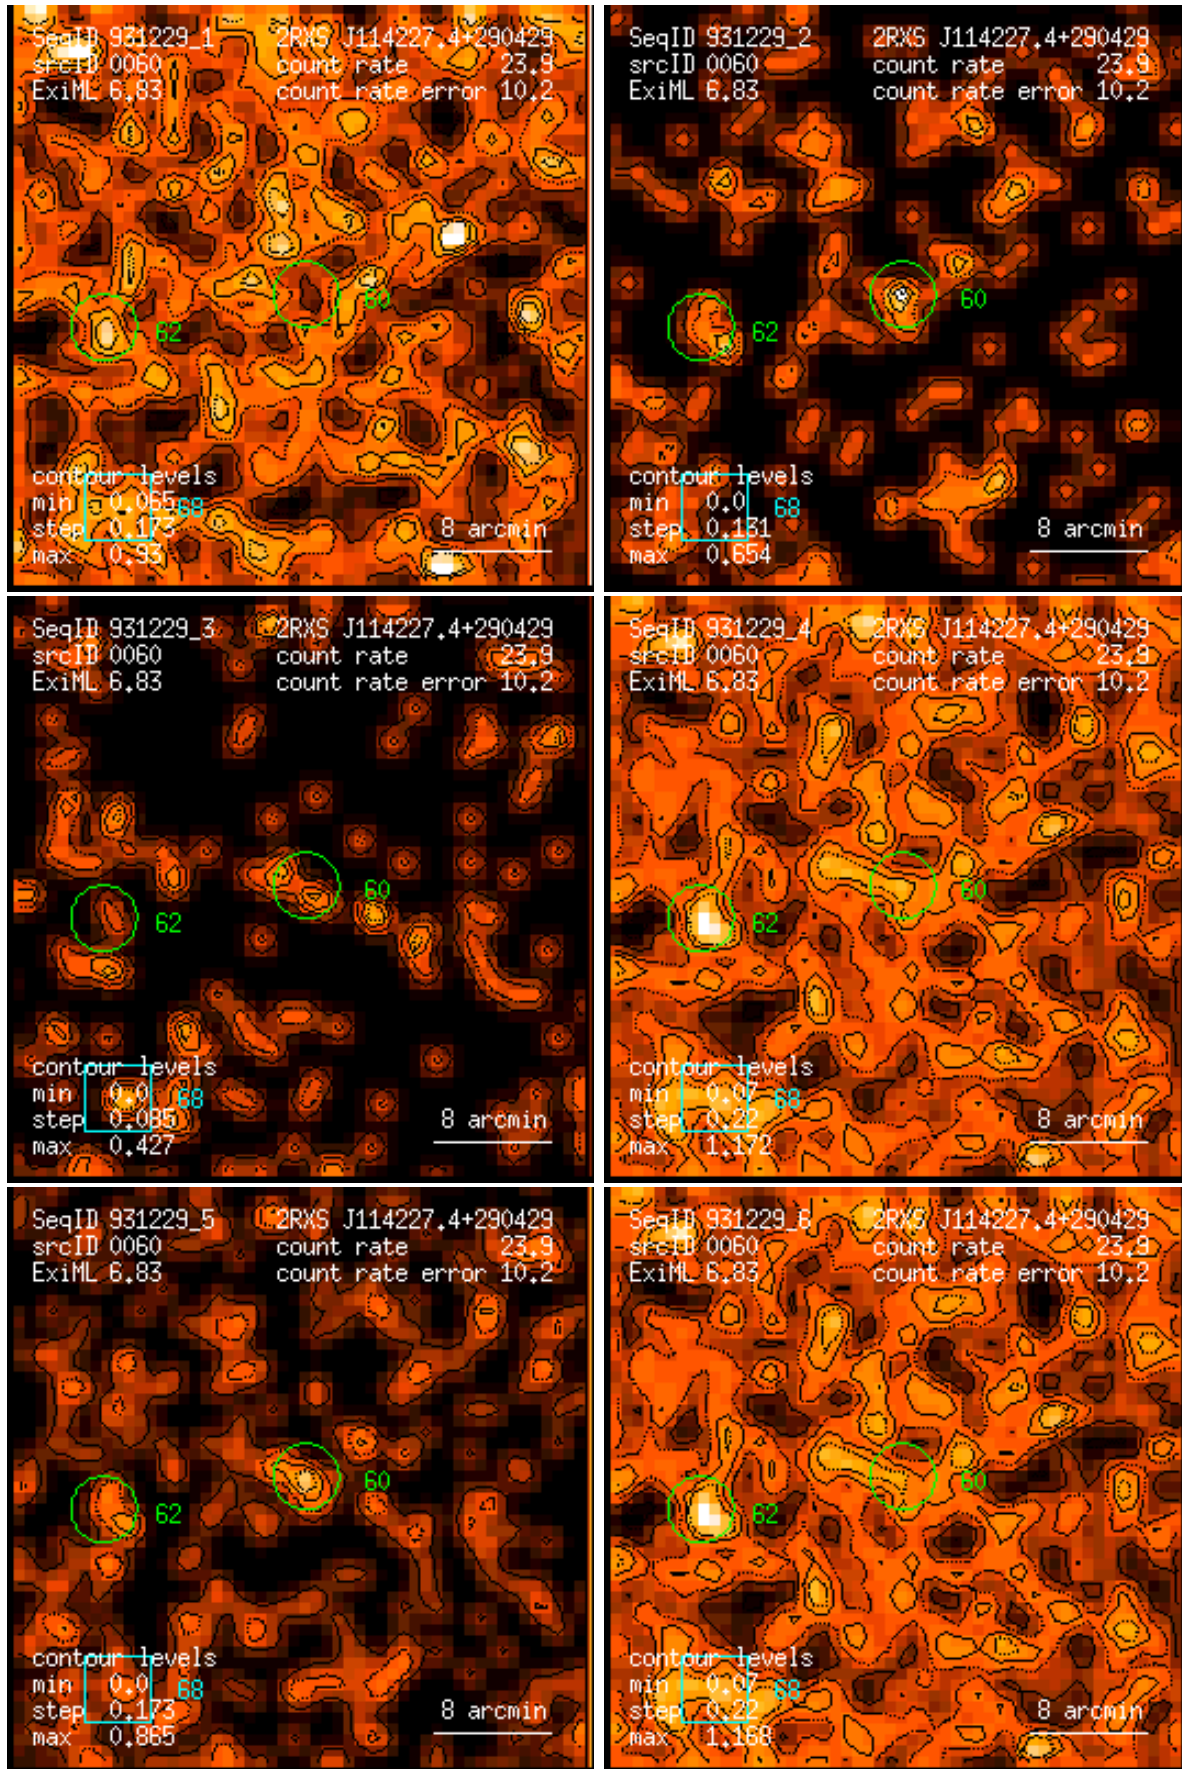 SeqID 931229_1 2RXS J114227.4+290429
srcID 0060 count rate 23.9
ExiML 6.83 count rate error 10.2
60
62
contour levels
min 0.065 68
step 0.173 8 arcmin
max 0.93
SeqID 931229_2 2RXS J114227.4+290429
srcID 0060 count rate 23.9
ExiML 6.83 count rate error 10.2
60
62
contour levels
min 0.0 68
step 0.131 8 arcmin
max 0.654
SeqID 931229_3 2RXS J114227.4+290429
srcID 0060 count rate 23.9
ExiML 6.83 count rate error 10.2
60
62
contour levels
min 0.0 68
step 0.085 8 arcmin
max 0.427
SeqID 931229_4 2RXS J114227.4+290429
srcID 0060 count rate 23.9
ExiML 6.83 count rate error 10.2
60
62
contour levels
min 0.07 68
step 0.22 8 arcmin
max 1.172
SeqID 931229_5 2RXS J114227.4+290429
srcID 0060 count rate 23.9
ExiML 6.83 count rate error 10.2
60
62
contour levels
min 0.0 68
step 0.173 8 arcmin
max 0.865
SeqID 931229_6 2RXS J114227.4+290429
srcID 0060 count rate 23.9
ExiML 6.83 count rate error 10.2
60
62
contour levels
min 0.07 68
step 0.22 8 arcmin
max 1.168